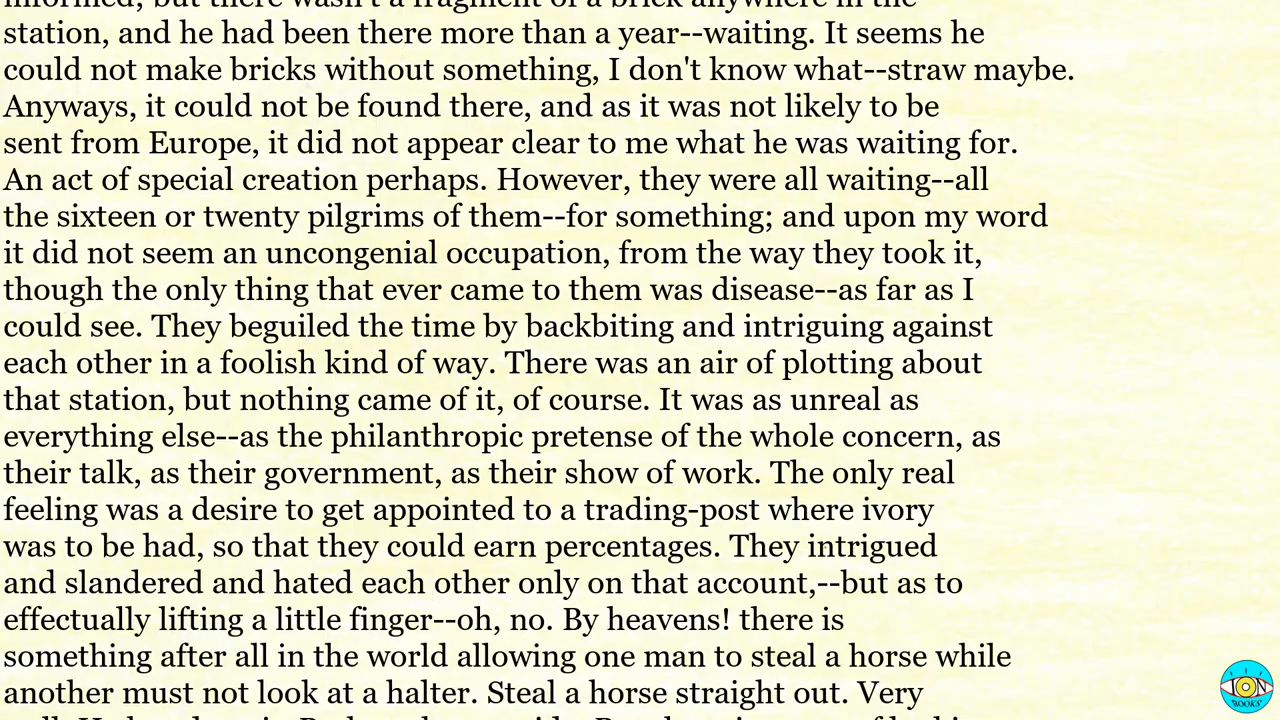 informed; but there wasn't a fragment of a brick anywhere in the
station, and he had been there more than a year--waiting. It seems he
could not make bricks without something, I don't know what--straw maybe.
Anyways, it could not be found there, and as it was not likely to be
sent from Europe, it did not appear clear to me what he was waiting for.
An act of special creation perhaps. However, they were all waiting--all
the sixteen or twenty pilgrims of them--for something; and upon my word
it did not seem an uncongenial occupation, from the way they took it,
though the only thing that ever came to them was disease--as far as I
could see. They beguiled the time by backbiting and intriguing against
each other in a foolish kind of way. There was an air of plotting about
that station, but nothing came of it, of course. It was as unreal as
everything else--as the philanthropic pretense of the whole concern, as
their talk, as their government, as their show of work. The only real
feeling was a desire to get appointed to a trading-post where ivory
was to be had, so that they could earn percentages. They intrigued
and slandered and hated each other only on that account,--but as to
effectually lifting a little finger--oh, no. By heavens! there is
something after all in the world allowing one man to steal a horse while
another must not look at a halter. Steal a horse straight out. Very
ION
BOOKS